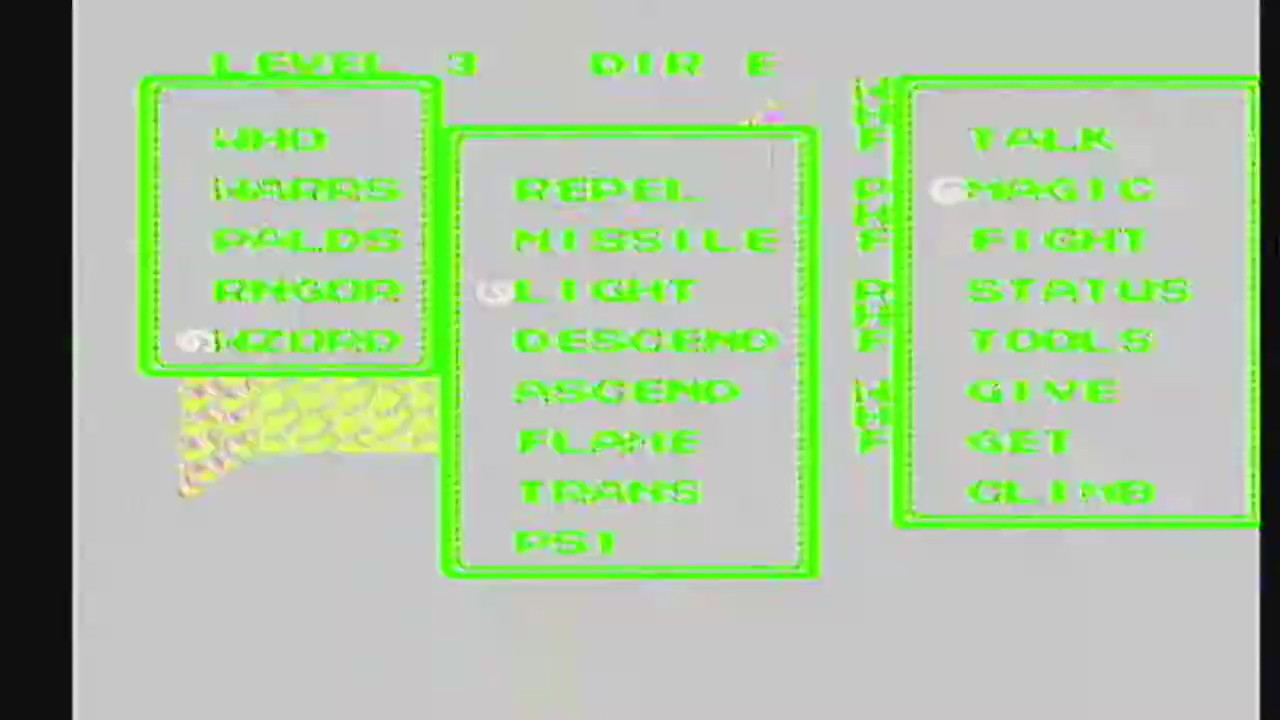 LEVEL 3 DIR E
WHO
WARRS
PALDS
RNGOR
WZORD
REPEL
MISSILE
LIGHT
DESCEND
ASCEND
FLAME
TRANS
PSI
TALK
MAGIC
FIGHT
STATUS
TOOLS
GIVE
GET
CLIMB